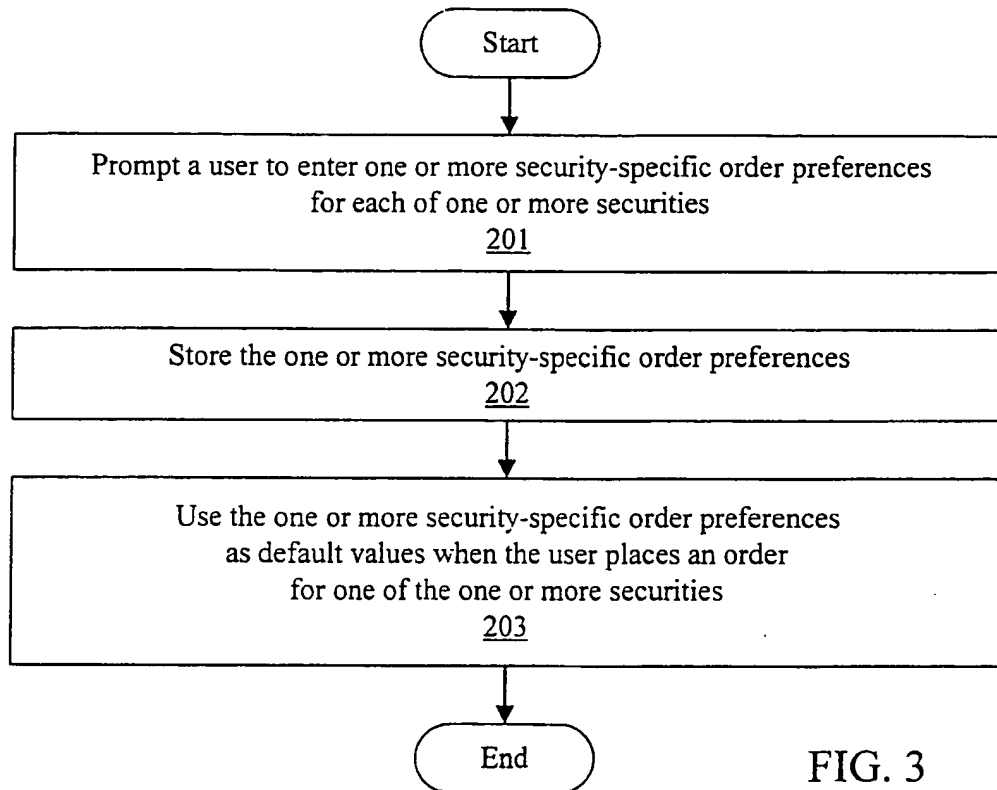 Start
Prompt a user to enter one or more security-specific order preferences
for each of one or more securities
201
Store the one or more security-specific order preferences
202
Use the one or more security-specific order preferences
as default values when the user places an order
for one of the one or more securities
203
End
FIG. 3